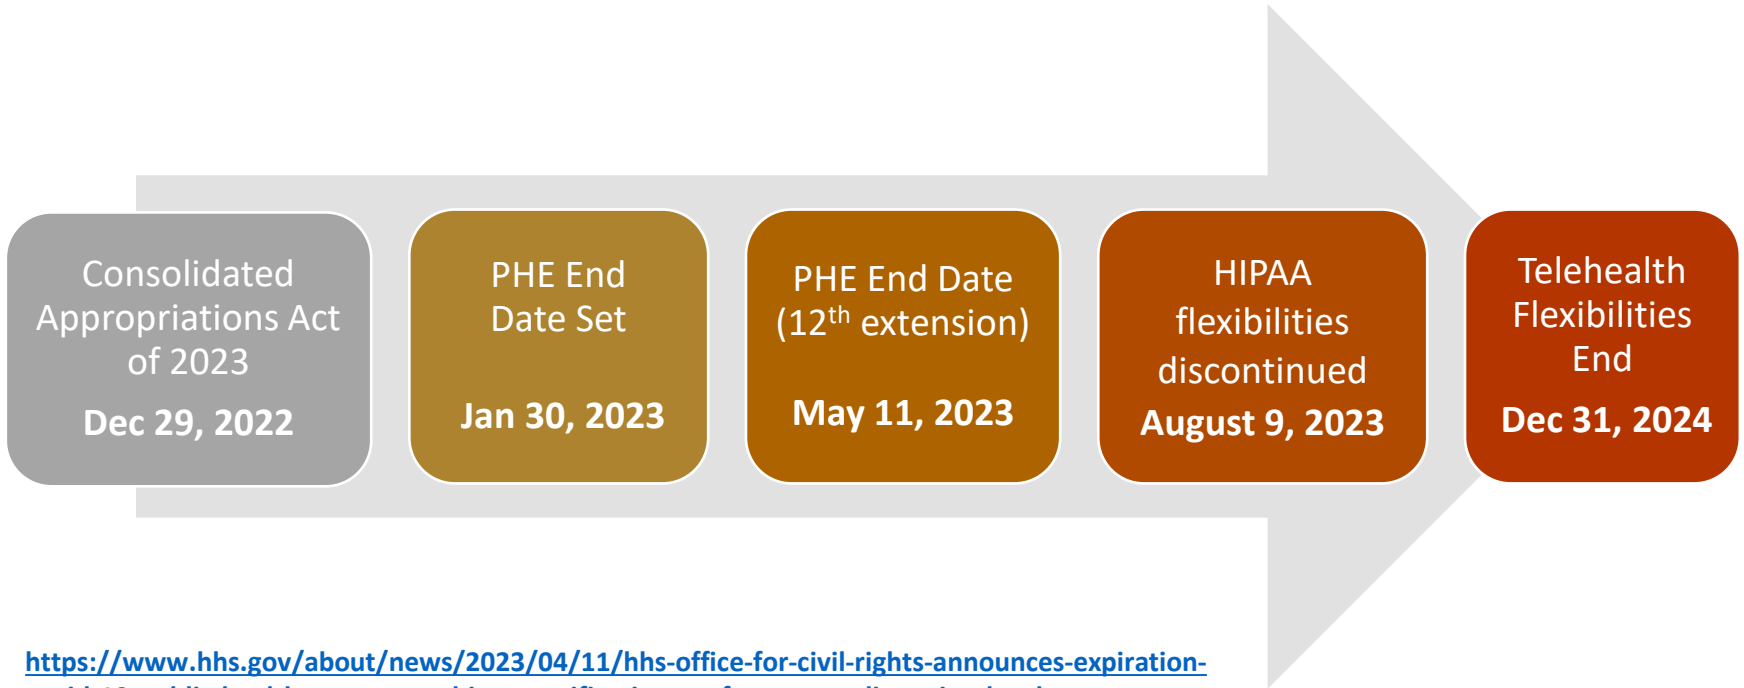 Consolidated
Appropriations Act
of 2023
Dec 29, 2022
PHE End
Date Set
Jan 30, 2023
PHE End Date
(12th extension)
May 11, 2023
HIPAA
flexibilities
discontinued
August 9, 2023
Telehealth
Flexibilities
End
Dec 31, 2024
https://www.hhs.gov/about/news/2023/04/11/hhs-office-for-civil-rights-announces-expiration-